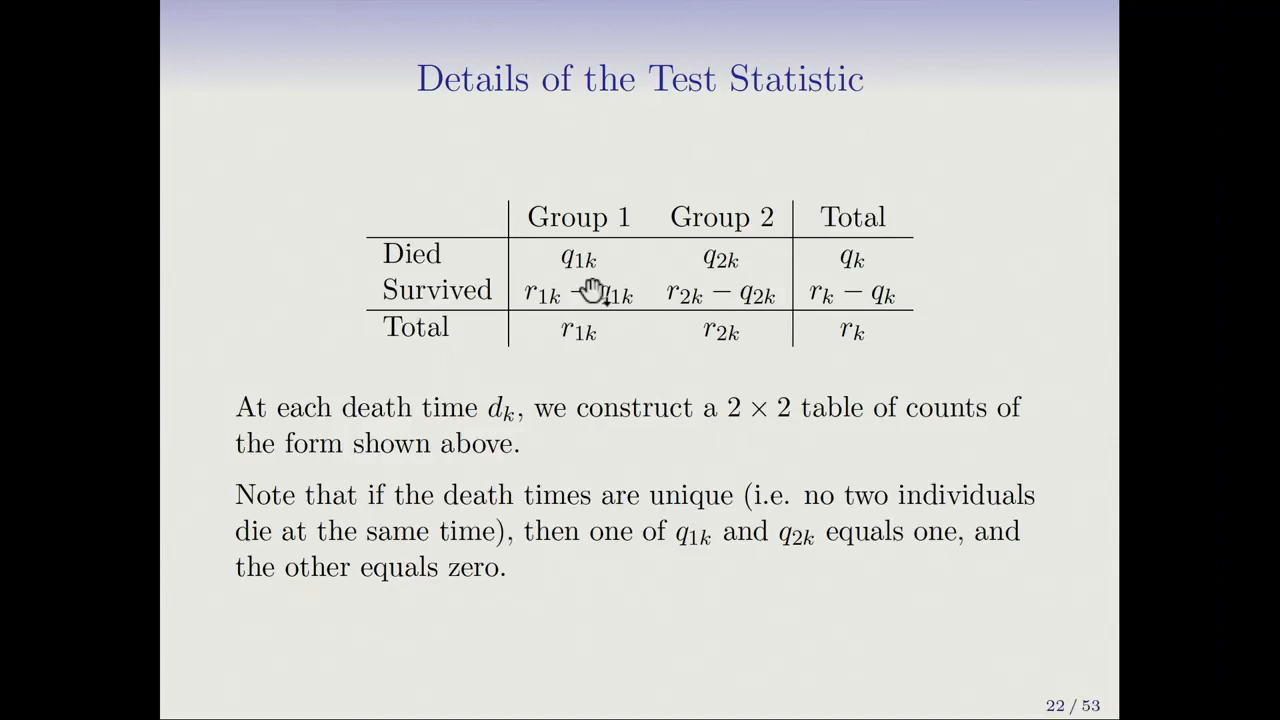 Details of the Test Statistic
Group 1 Group 2 Total
Died q1k q2k qk
Survived r1k − q1k r2k − q2k rk − qk
Total r1k r2k rk
At each death time dk, we construct a 2 × 2 table of counts of
the form shown above.
Note that if the death times are unique (i.e. no two individuals
die at the same time), then one of q1k and q2k equals one, and
the other equals zero.
22 / 53